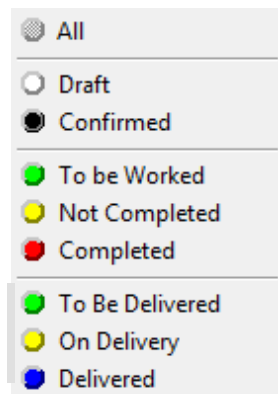 All
Draft
Confirmed
To be Worked
Not Completed
Completed
To Be Delivered
On Delivery
Delivered